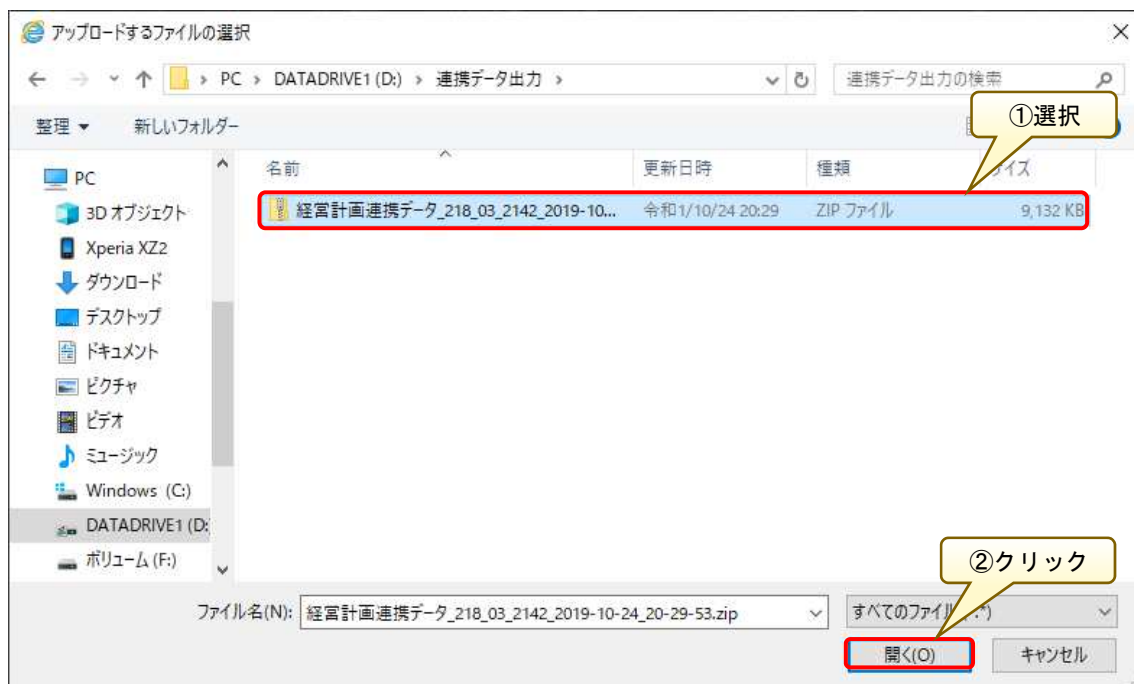 アップロードするファイルの選択
PC > DATADRIVE1 (D:) > 連携データ出力 >
連携データ出力の検索
整理 新しいフォルダー
①選択
名前 更新日時 種類 サイズ
経営計画連携データ_218_03_2142_2019-10... 令和1/10/24 20:29 ZIP ファイル 9,132 KB
PC
3D オブジェクト
Xperia XZ2
ダウンロード
デスクトップ
ドキュメント
ピクチャ
ビデオ
ミュージック
Windows (C:)
DATADRIVE1 (D:
ボリューム (F:)
②クリック
ファイル名(N): 経営計画連携データ_218_03_2142_2019-10-24_20-29-53.zip
すべてのファイル (*.*)
開く(O) キャンセル